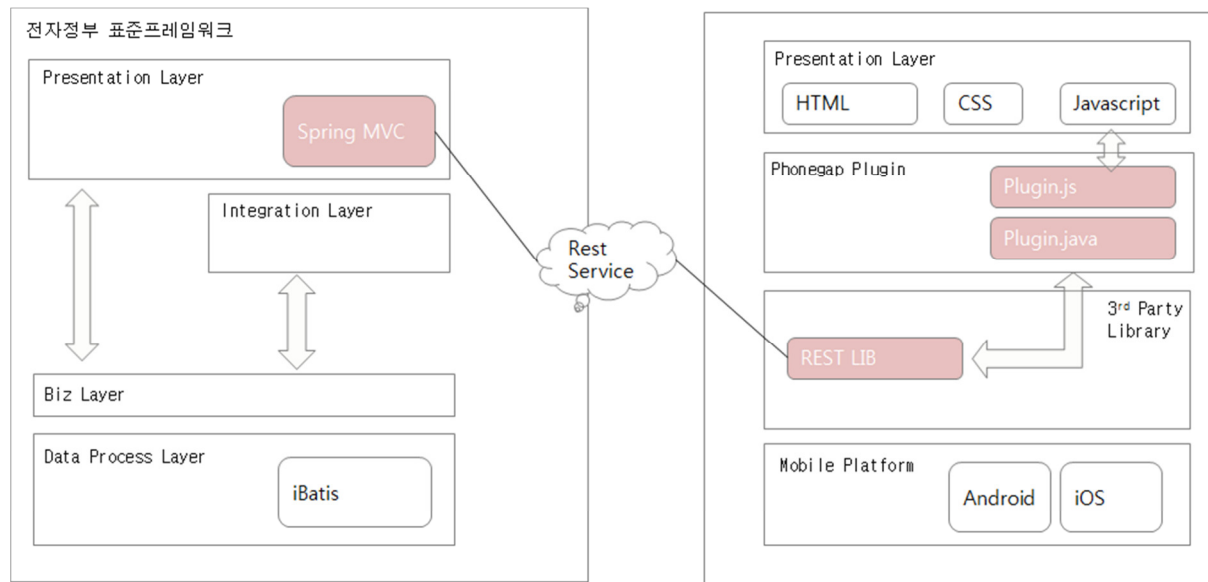 전자정부 표준프레임워크
Presentation Layer
Spring MVC
Integration Layer
Biz Layer
Data Process Layer
iBatis
Rest
Service
Presentation Layer
HTML
CSS
Javascript
Phonegap Plugin
Plugin.js
Plugin.java
3rd Party
Library
REST LIB
Mobile Platform
Android
iOS